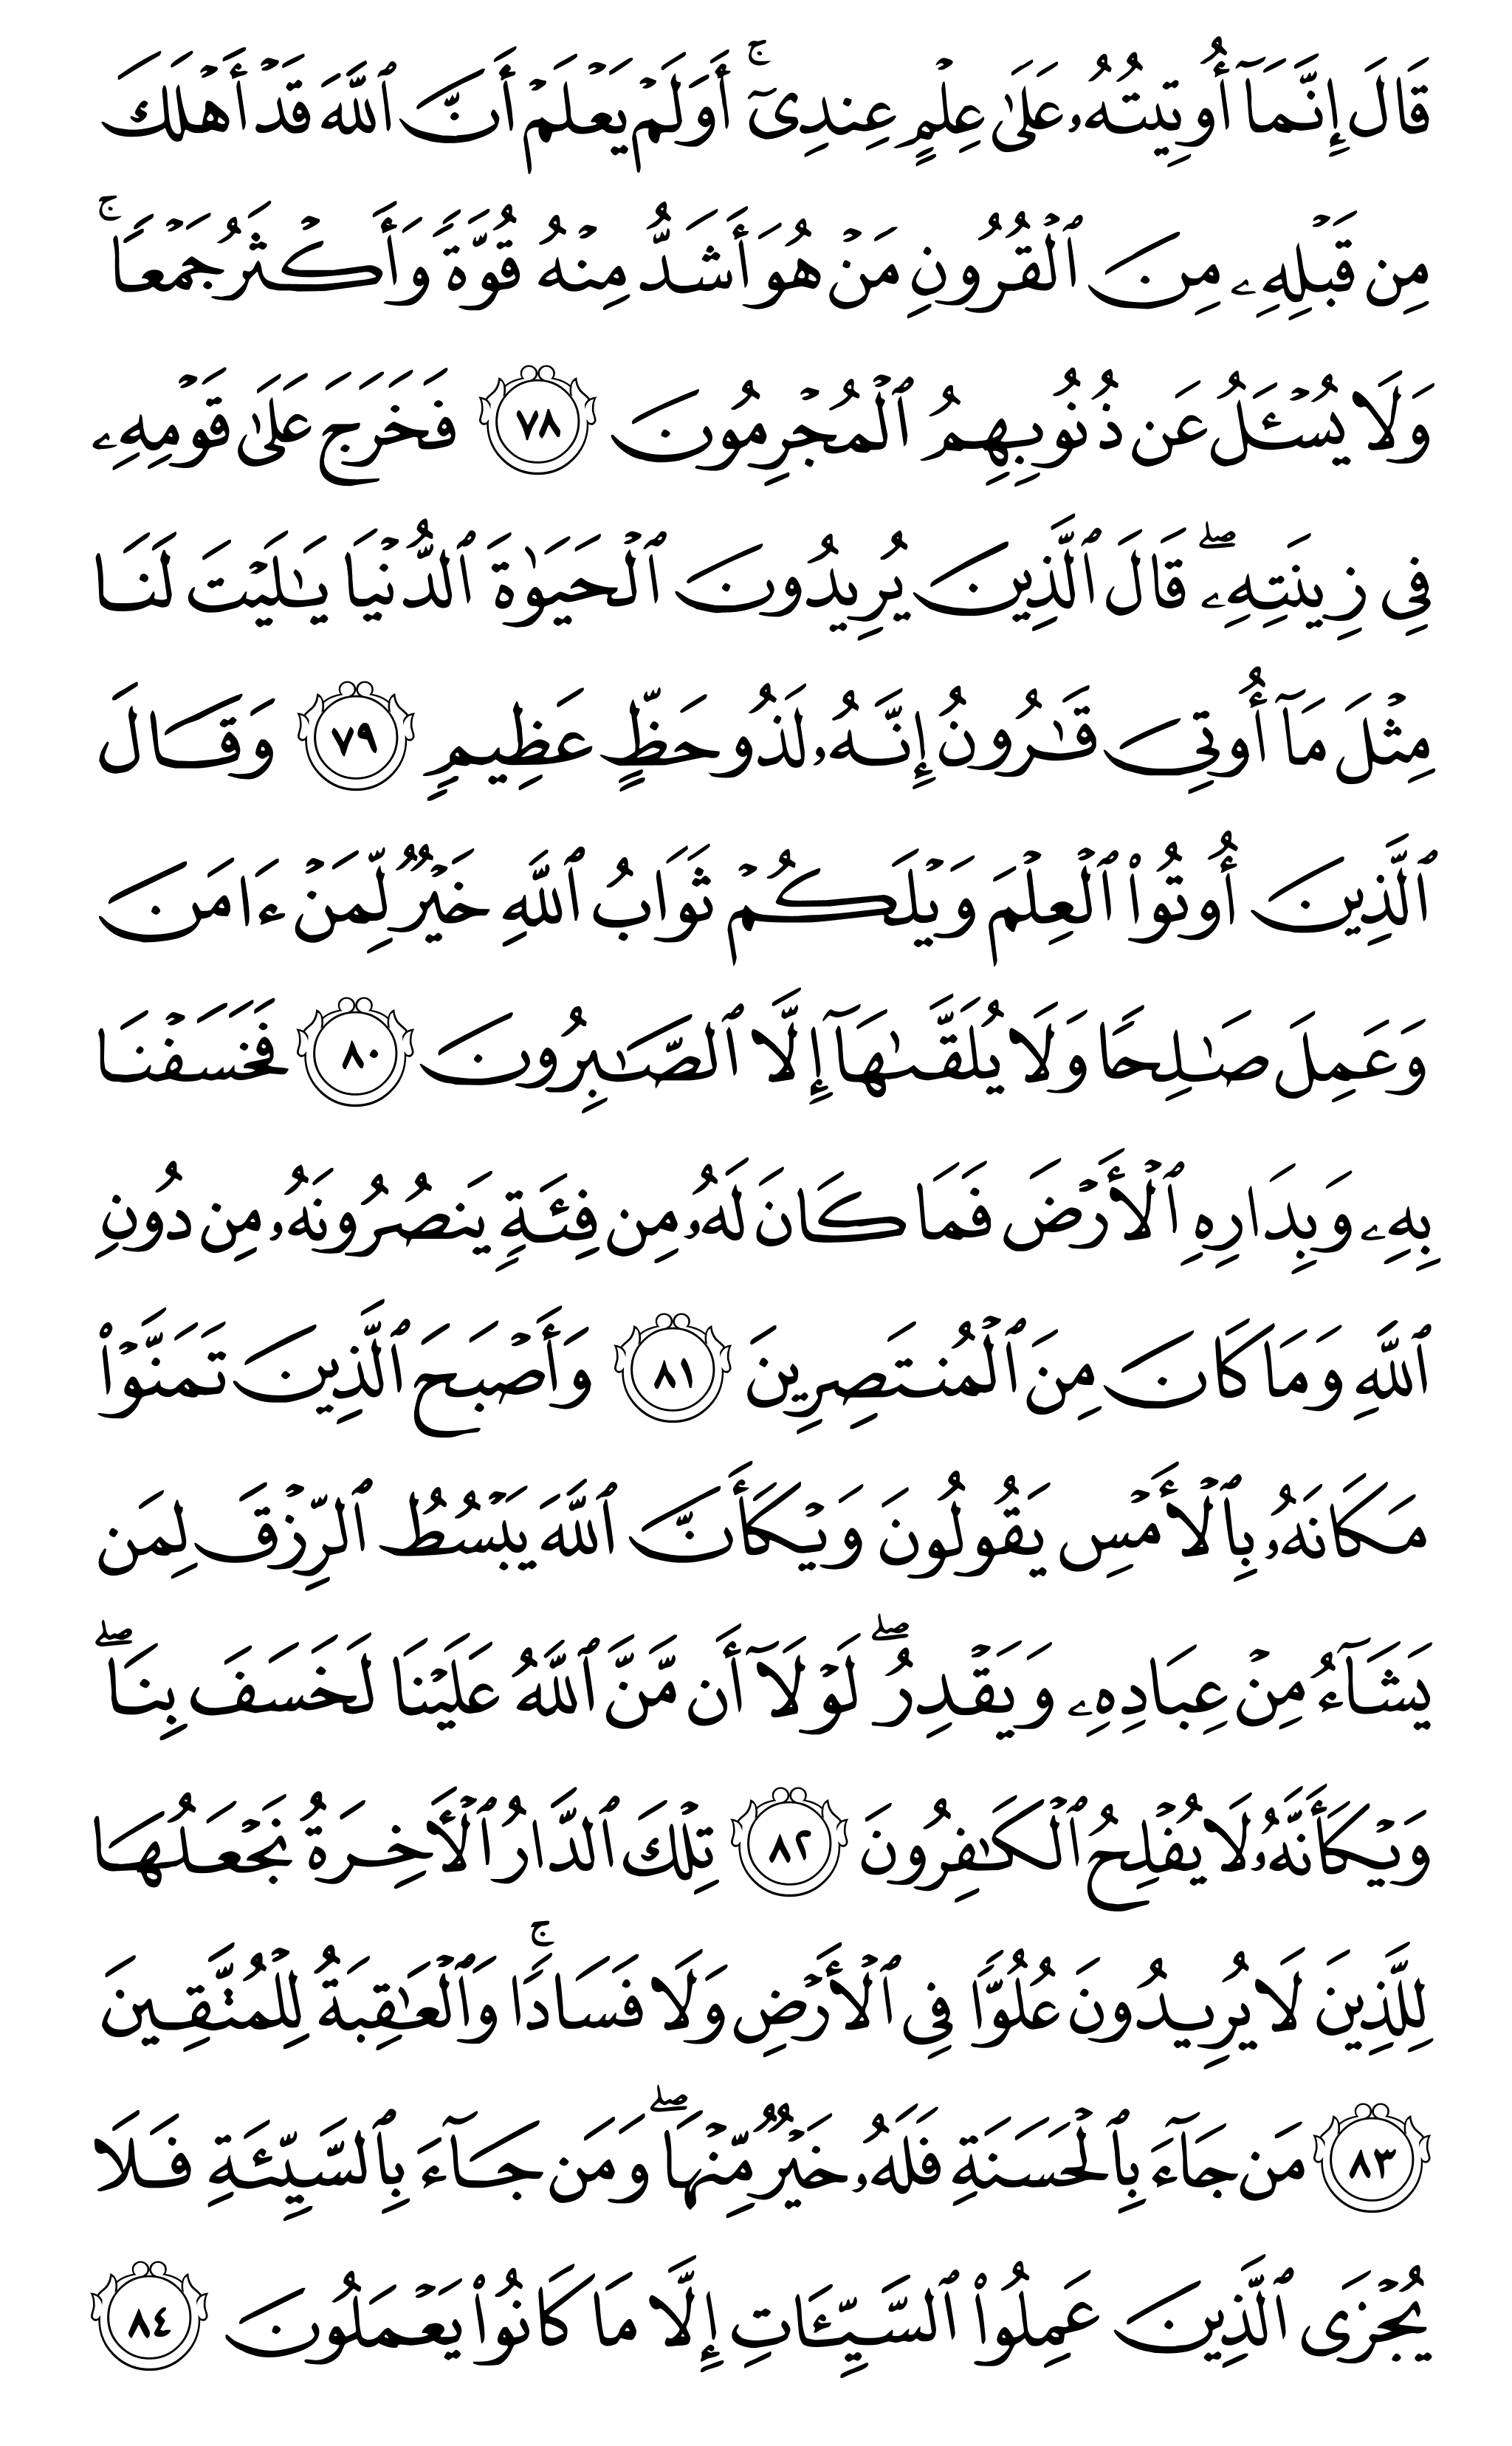 قَالَ إِنَّمَآ أُوتِيتُهُۥ عَلَىٰ عِلْمٍ عِندِىٓ ۚ أَوَلَمْ يَعْلَمْ أَنَّ ٱللَّهَ قَدْ أَهْلَكَ
مِن قَبْلِهِۦ مِنَ ٱلْقُرُونِ مَنْ هُوَ أَشَدُّ مِنْهُ قُوَّةً وَأَكْثَرُ جَمْعًا ۚ
وَلَا يُسْـَٔلُ عَن ذُنُوبِهِمُ ٱلْمُجْرِمُونَ ٧٨ فَخَرَجَ عَلَىٰ قَوْمِهِۦ
فِى زِينَتِهِۦ ۖ قَالَ ٱلَّذِينَ يُرِيدُونَ ٱلْحَيَوٰةَ ٱلدُّنْيَا يَـٰلَيْتَ لَنَا
مِثْلَ مَآ أُوتِىَ قَـٰرُونُ إِنَّهُۥ لَذُو حَظٍّ عَظِيمٍ ٧٩ وَقَالَ
ٱلَّذِينَ أُوتُوا۟ ٱلْعِلْمَ وَيْلَكُمْ ثَوَابُ ٱللَّهِ خَيْرٌ لِّمَنْ ءَامَنَ
وَعَمِلَ صَـٰلِحًا وَلَا يُلَقَّىٰهَآ إِلَّا ٱلصَّـٰبِرُونَ ٨٠ فَخَسَفْنَا
بِهِۦ وَبِدَارِهِ ٱلْأَرْضَ فَمَا كَانَ لَهُۥ مِن فِئَةٍ يَنصُرُونَهُۥ مِن دُونِ
ٱللَّهِ وَمَا كَانَ مِنَ ٱلْمُنتَصِرِينَ ٨١ وَأَصْبَحَ ٱلَّذِينَ تَمَنَّوْا۟
مَكَانَهُۥ بِٱلْأَمْسِ يَقُولُونَ وَيْكَأَنَّ ٱللَّهَ يَبْسُطُ ٱلرِّزْقَ لِمَن
يَشَآءُ مِنْ عِبَادِهِۦ وَيَقْدِرُ ۖ لَوْلَآ أَن مَّنَّ ٱللَّهُ عَلَيْنَا لَخَسَفَ بِنَا ۖ
وَيْكَأَنَّهُۥ لَا يُفْلِحُ ٱلْكَـٰفِرُونَ ٨٢ تِلْكَ ٱلدَّارُ ٱلْـَٔاخِرَةُ نَجْعَلُهَا
لِلَّذِينَ لَا يُرِيدُونَ عُلُوًّا فِى ٱلْأَرْضِ وَلَا فَسَادًا ۚ وَٱلْعَـٰقِبَةُ لِلْمُتَّقِينَ
٨٣ مَن جَآءَ بِٱلْحَسَنَةِ فَلَهُۥ خَيْرٌ مِّنْهَا ۖ وَمَن جَآءَ بِٱلسَّيِّئَةِ فَلَا
يُجْزَى ٱلَّذِينَ عَمِلُوا۟ ٱلسَّيِّـَٔاتِ إِلَّا مَا كَانُوا۟ يَعْمَلُونَ ٨٤